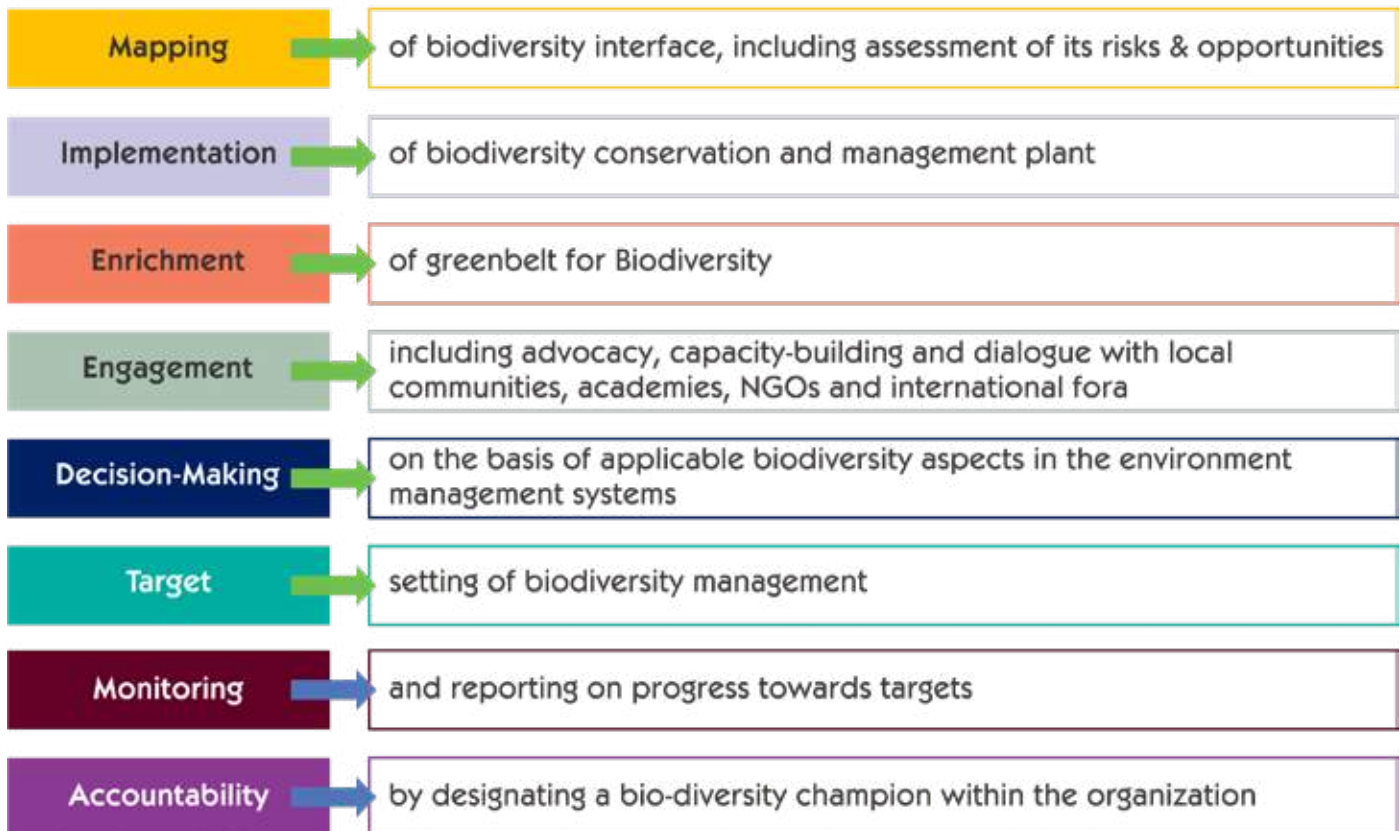 Mapping
of biodiversity interface, including assessment of its risks & opportunities
Implementation
of biodiversity conservation and management plant
Enrichment
of greenbelt for Biodiversity
Engagement
including advocacy, capacity-building and dialogue with local
communities, academies, NGOs and international fora
Decision-Making
on the basis of applicable biodiversity aspects in the environment
management systems
Target
setting of biodiversity management
Monitoring
and reporting on progress towards targets
Accountability
by designating a bio-diversity champion within the organization